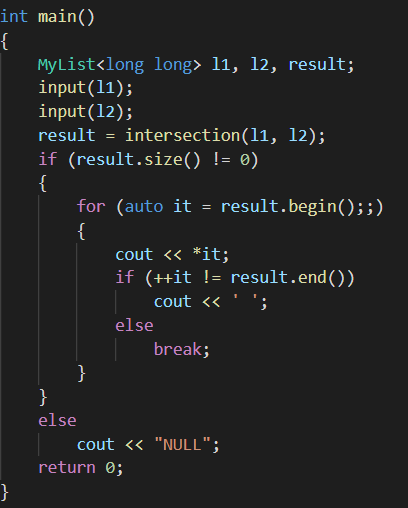 int main()
{
    MyList<long long> l1, l2, result;
    input(l1);
    input(l2);
    result = intersection(l1, l2);
    if (result.size() != 0)
    {
        for (auto it = result.begin();;)
        {
            cout << *it;
            if (++it != result.end())
                cout << ' ';
            else
                break;
        }
    }
    else
        cout << "NULL";
    return 0;
}